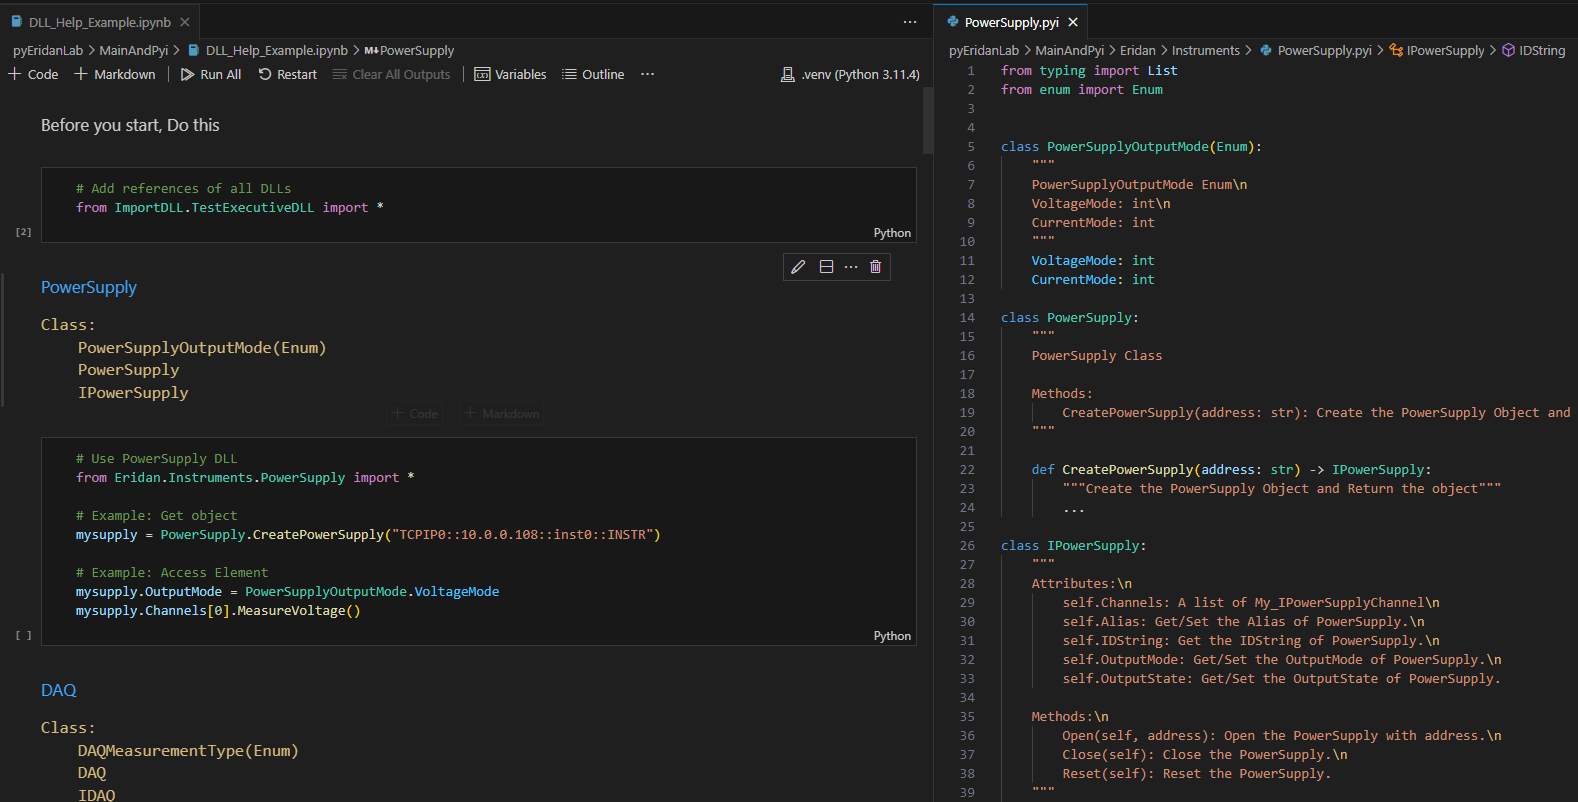 DLL_Help_Example.ipynb
pyEridanLab > MainAndPyi > DLL_Help_Example.ipynb > M↓PowerSupply
+ Code + Markdown Run All Restart Clear All Outputs Variables Outline ... .venv (Python 3.11.4)
Before you start, Do this
# Add references of all DLLs
from ImportDLL.TestExecutiveDLL import *
[2]
Python
PowerSupply
Class:
PowerSupplyOutputMode(Enum)
PowerSupply
IPowerSupply
+ Code + Markdown
# Use PowerSupply DLL
from Eridan.Instruments.PowerSupply import *
# Example: Get object
mysupply = PowerSupply.CreatePowerSupply("TCPIP0::10.0.0.108::inst0::INSTR")
# Example: Access Element
mysupply.OutputMode = PowerSupplyOutputMode.VoltageMode
mysupply.Channels[0].MeasureVoltage()
[ ]
Python
DAQ
Class:
DAQMeasurementType(Enum)
DAQ
IDAQ
PowerSupply.pyi
pyEridanLab > MainAndPyi > Eridan > Instruments > PowerSupply.pyi > IPowerSupply > IDString
1 from typing import List
2 from enum import Enum
3
4
5 class PowerSupplyOutputMode(Enum):
6 """
7 PowerSupplyOutputMode Enum\n
8 VoltageMode: int\n
9 CurrentMode: int
10 """
11 VoltageMode: int
12 CurrentMode: int
13
14 class PowerSupply:
15 """
16 PowerSupply Class
17
18 Methods:
19 CreatePowerSupply(address: str): Create the PowerSupply Object and
20 """
21
22 def CreatePowerSupply(address: str) -> IPowerSupply:
23 """Create the PowerSupply Object and Return the object"""
24 ...
25
26 class IPowerSupply:
27 """
28 Attributes:\n
29 self.Channels: A list of My_IPowerSupplyChannel\n
30 self.Alias: Get/Set the Alias of PowerSupply.\n
31 self.IDString: Get the IDString of PowerSupply.\n
32 self.OutputMode: Get/Set the OutputMode of PowerSupply.\n
33 self.OutputState: Get/Set the OutputState of PowerSupply.
34
35 Methods:\n
36 Open(self, address): Open the PowerSupply with address.\n
37 Close(self): Close the PowerSupply.\n
38 Reset(self): Reset the PowerSupply.
39 """